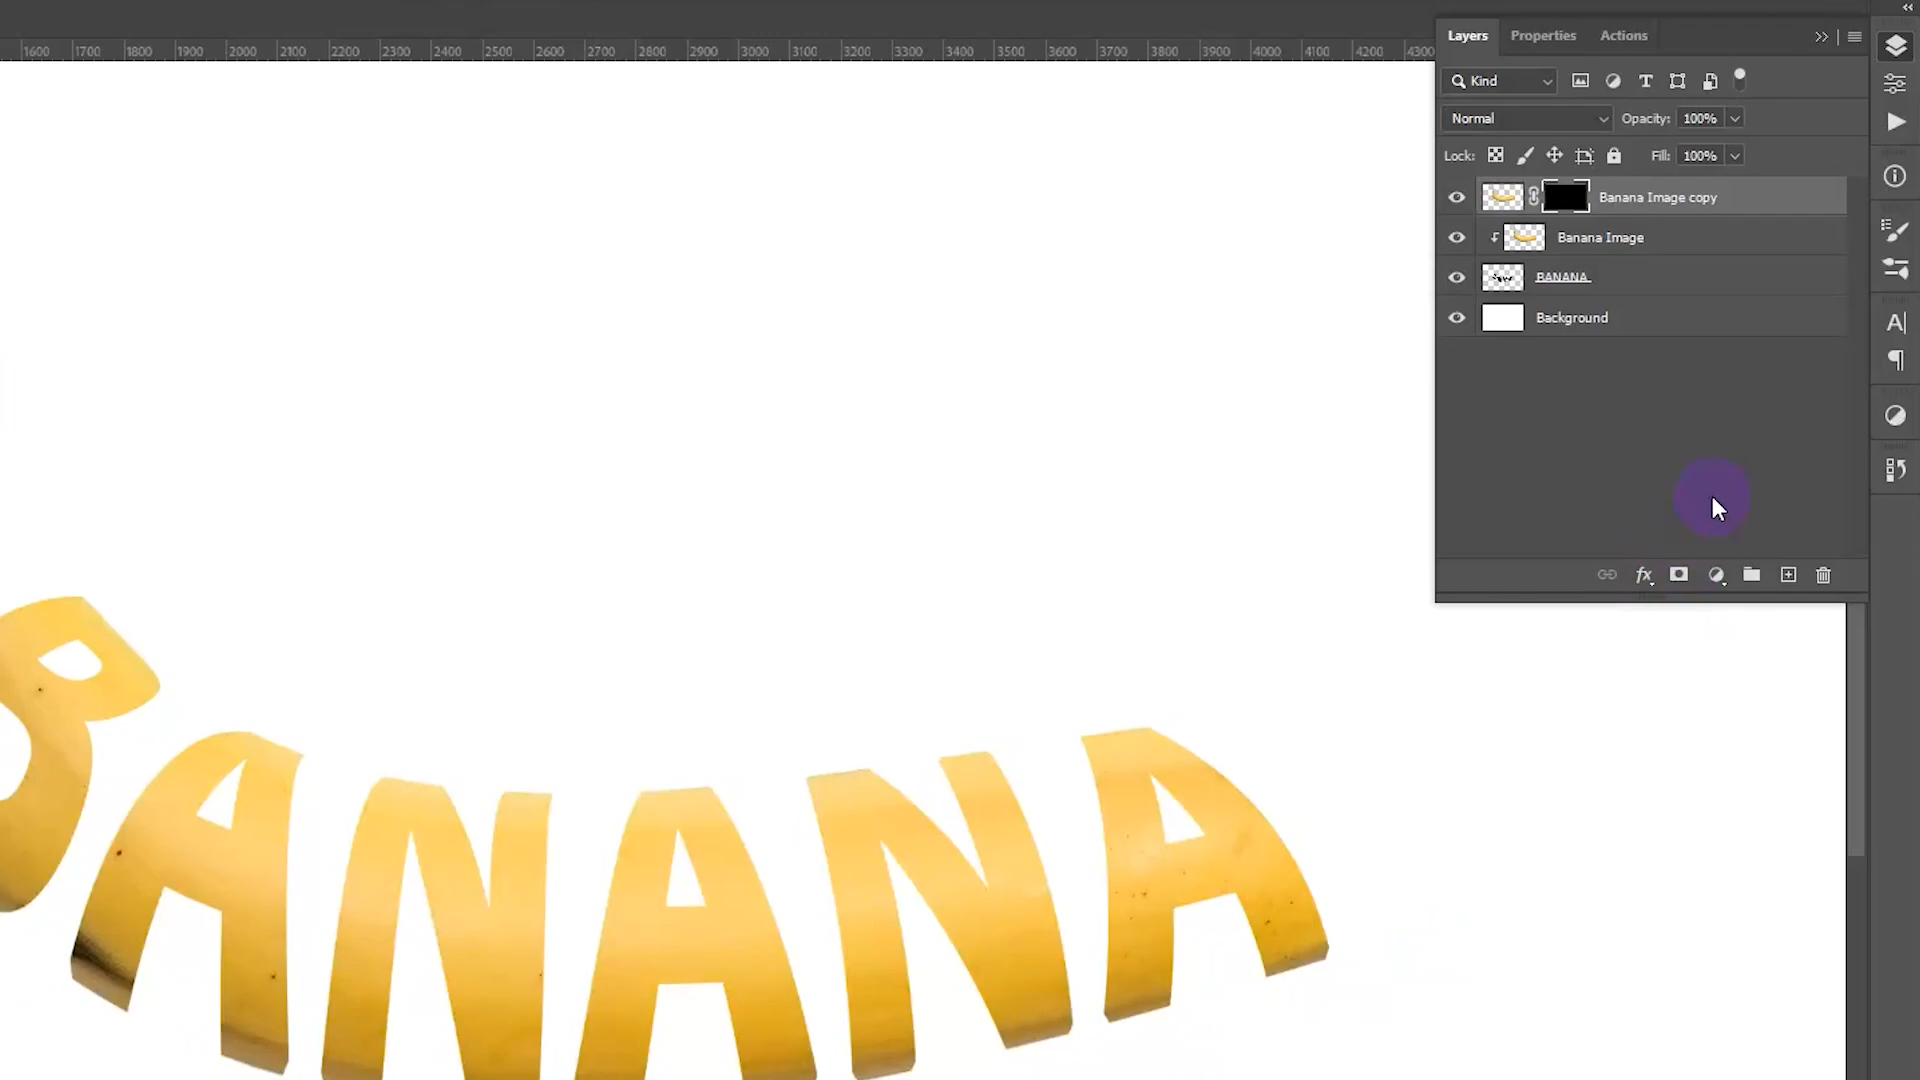 1600 1700 1800 1900 2000 2100 2200 2300 2400 2500 2600 2700 2800 2900 3000 3100 3200 3300 3400 3500 3600 3700 3800 3900 4000 4100 4200 4300
Layers Properties Actions
Kind
Normal Opacity: 100%
Lock: Fill: 100%
Banana Image copy
Banana Image
BANANA
Background
fx
BANANA